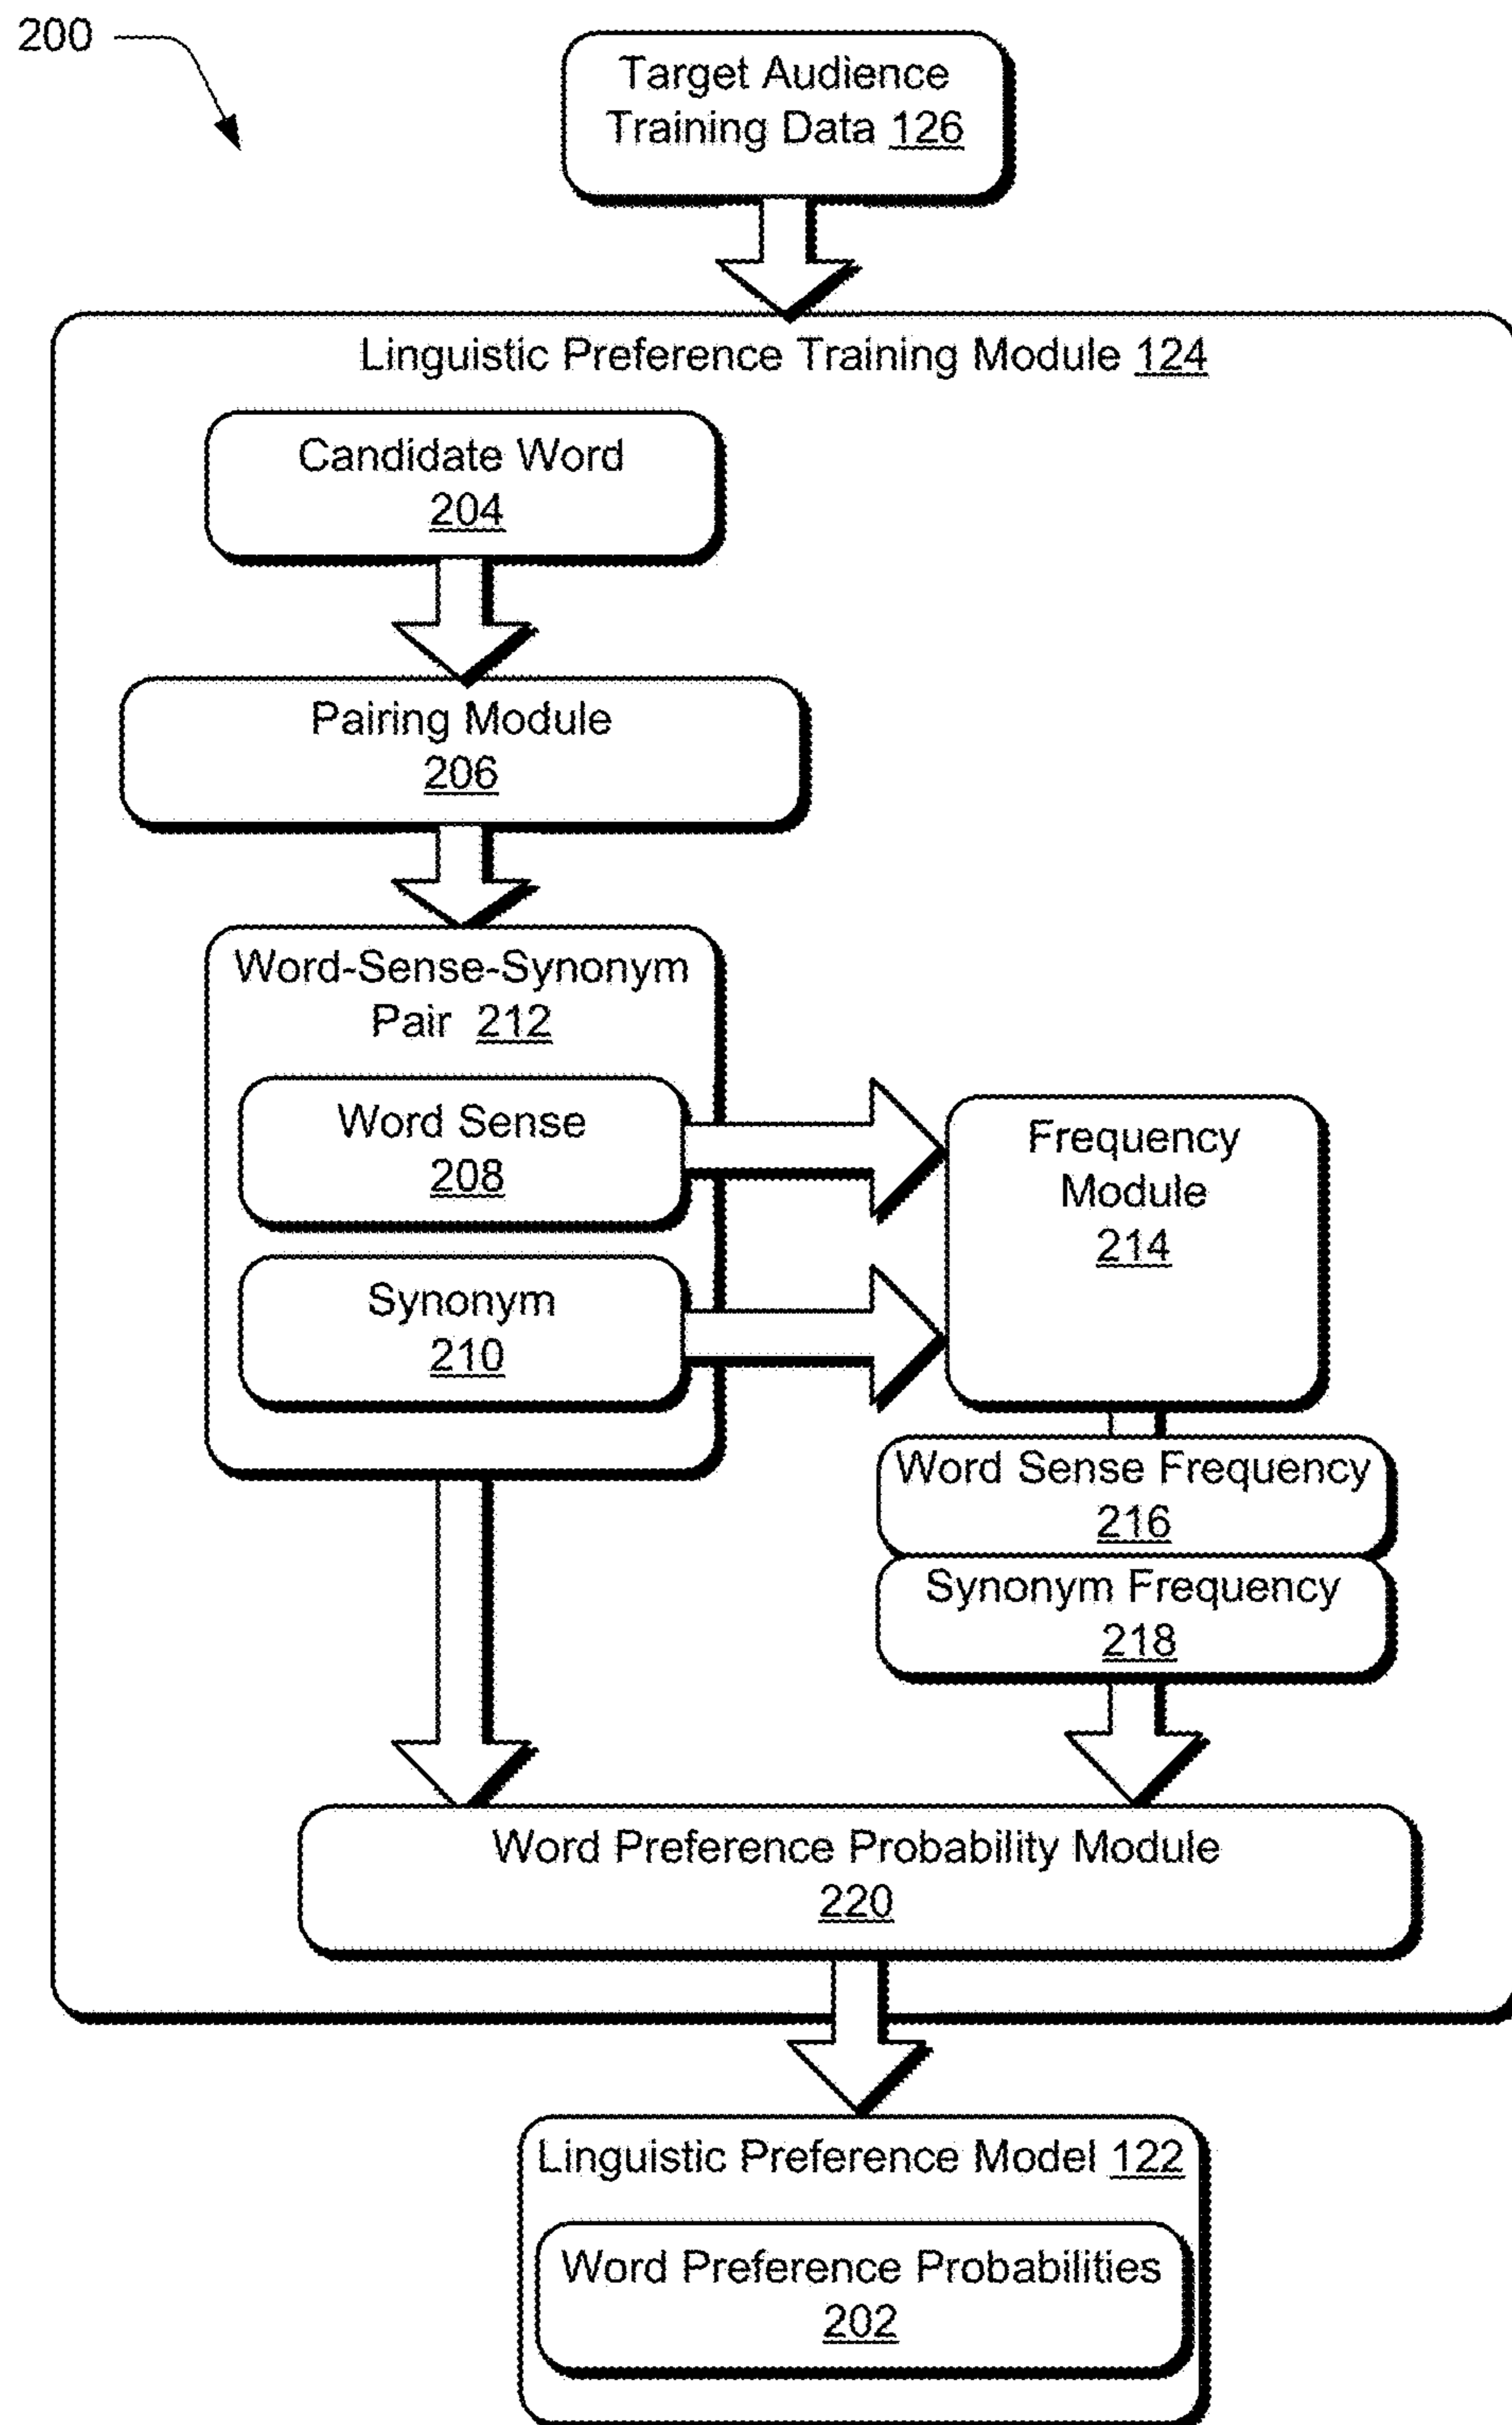 200
Target Audience
Training Data 126
Linguistic Preference Training Module 124
Candidate Word
204
Pairing Module
206
Word-Sense-Synonym
Pair 212
Word Sense
208
Synonym
210
Frequency
Module
214
Word Sense Frequency
216
Synonym Frequency
218
Word Preference Probability Module
220
Linguistic Preference Model 122
Word Preference Probabilities
202